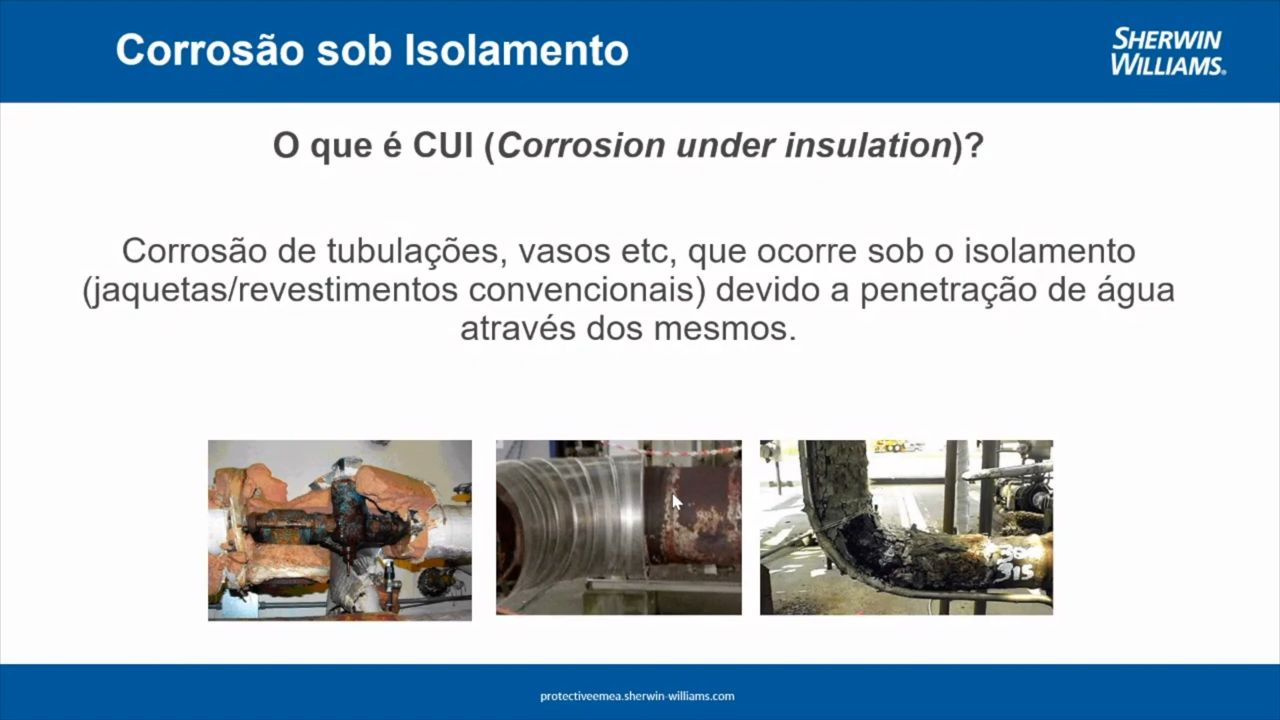 Corrosão sob Isolamento
SHERWIN
WILLIAMS.
O que é CUI (Corrosion under insulation)?
Corrosão de tubulações, vasos etc, que ocorre sob o isolamento
(jaquetas/revestimentos convencionais) devido a penetração de água
através dos mesmos.
315
protectiveemea.sherwin-williams.com